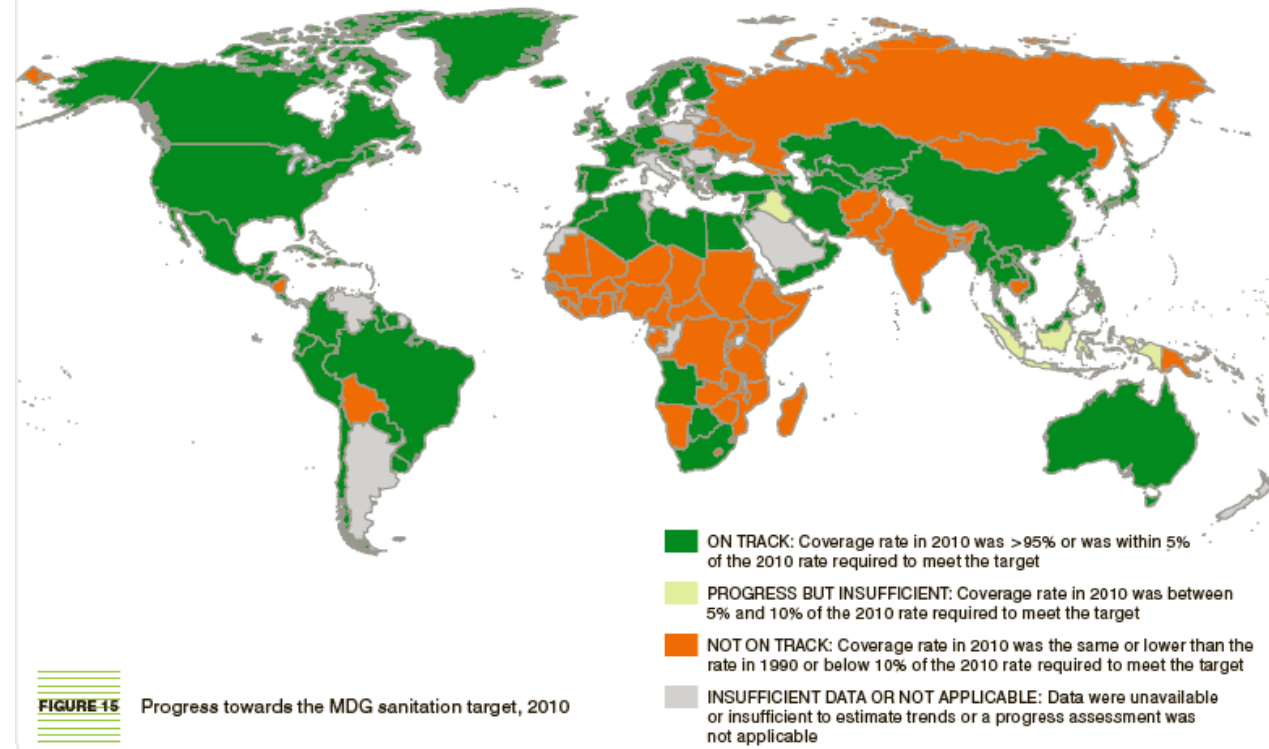 ON TRACK: Coverage rate in 2010 was >95% or was within 5%
of the 2010 rate required to meet the target
PROGRESS BUT INSUFFICIENT: Coverage rate in 2010 was between
5% and 10% of the 2010 rate required to meet the target
NOT ON TRACK: Coverage rate in 2010 was the same or lower than the
rate in 1990 or below 10% of the 2010 rate required to meet the target
INSUFFICIENT DATA OR NOT APPLICABLE: Data were unavailable
or insufficient to estimate trends or a progress assessment was
not applicable
FIGURE 15 Progress towards the MDG sanitation target, 2010